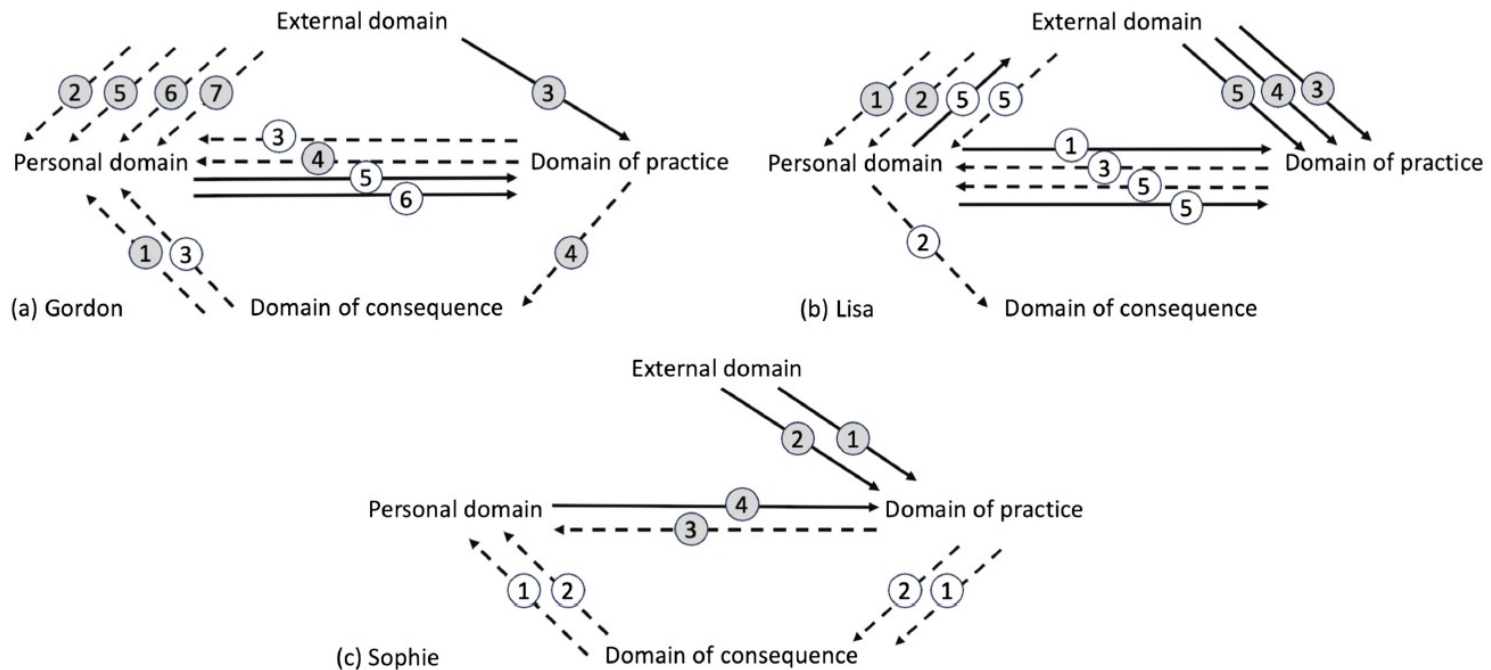 External domain
2 5 6 7 3
3
Personal domain 4 Domain of practice
5
6
1 3 4
(a) Gordon Domain of consequence
External domain
1 2 5 5 5 4 3
1
Personal domain 3 Domain of practice
5
5
2
(b) Lisa Domain of consequence
External domain
2 1
Personal domain 4 Domain of practice
3
1 2 2 1
(c) Sophie Domain of consequence